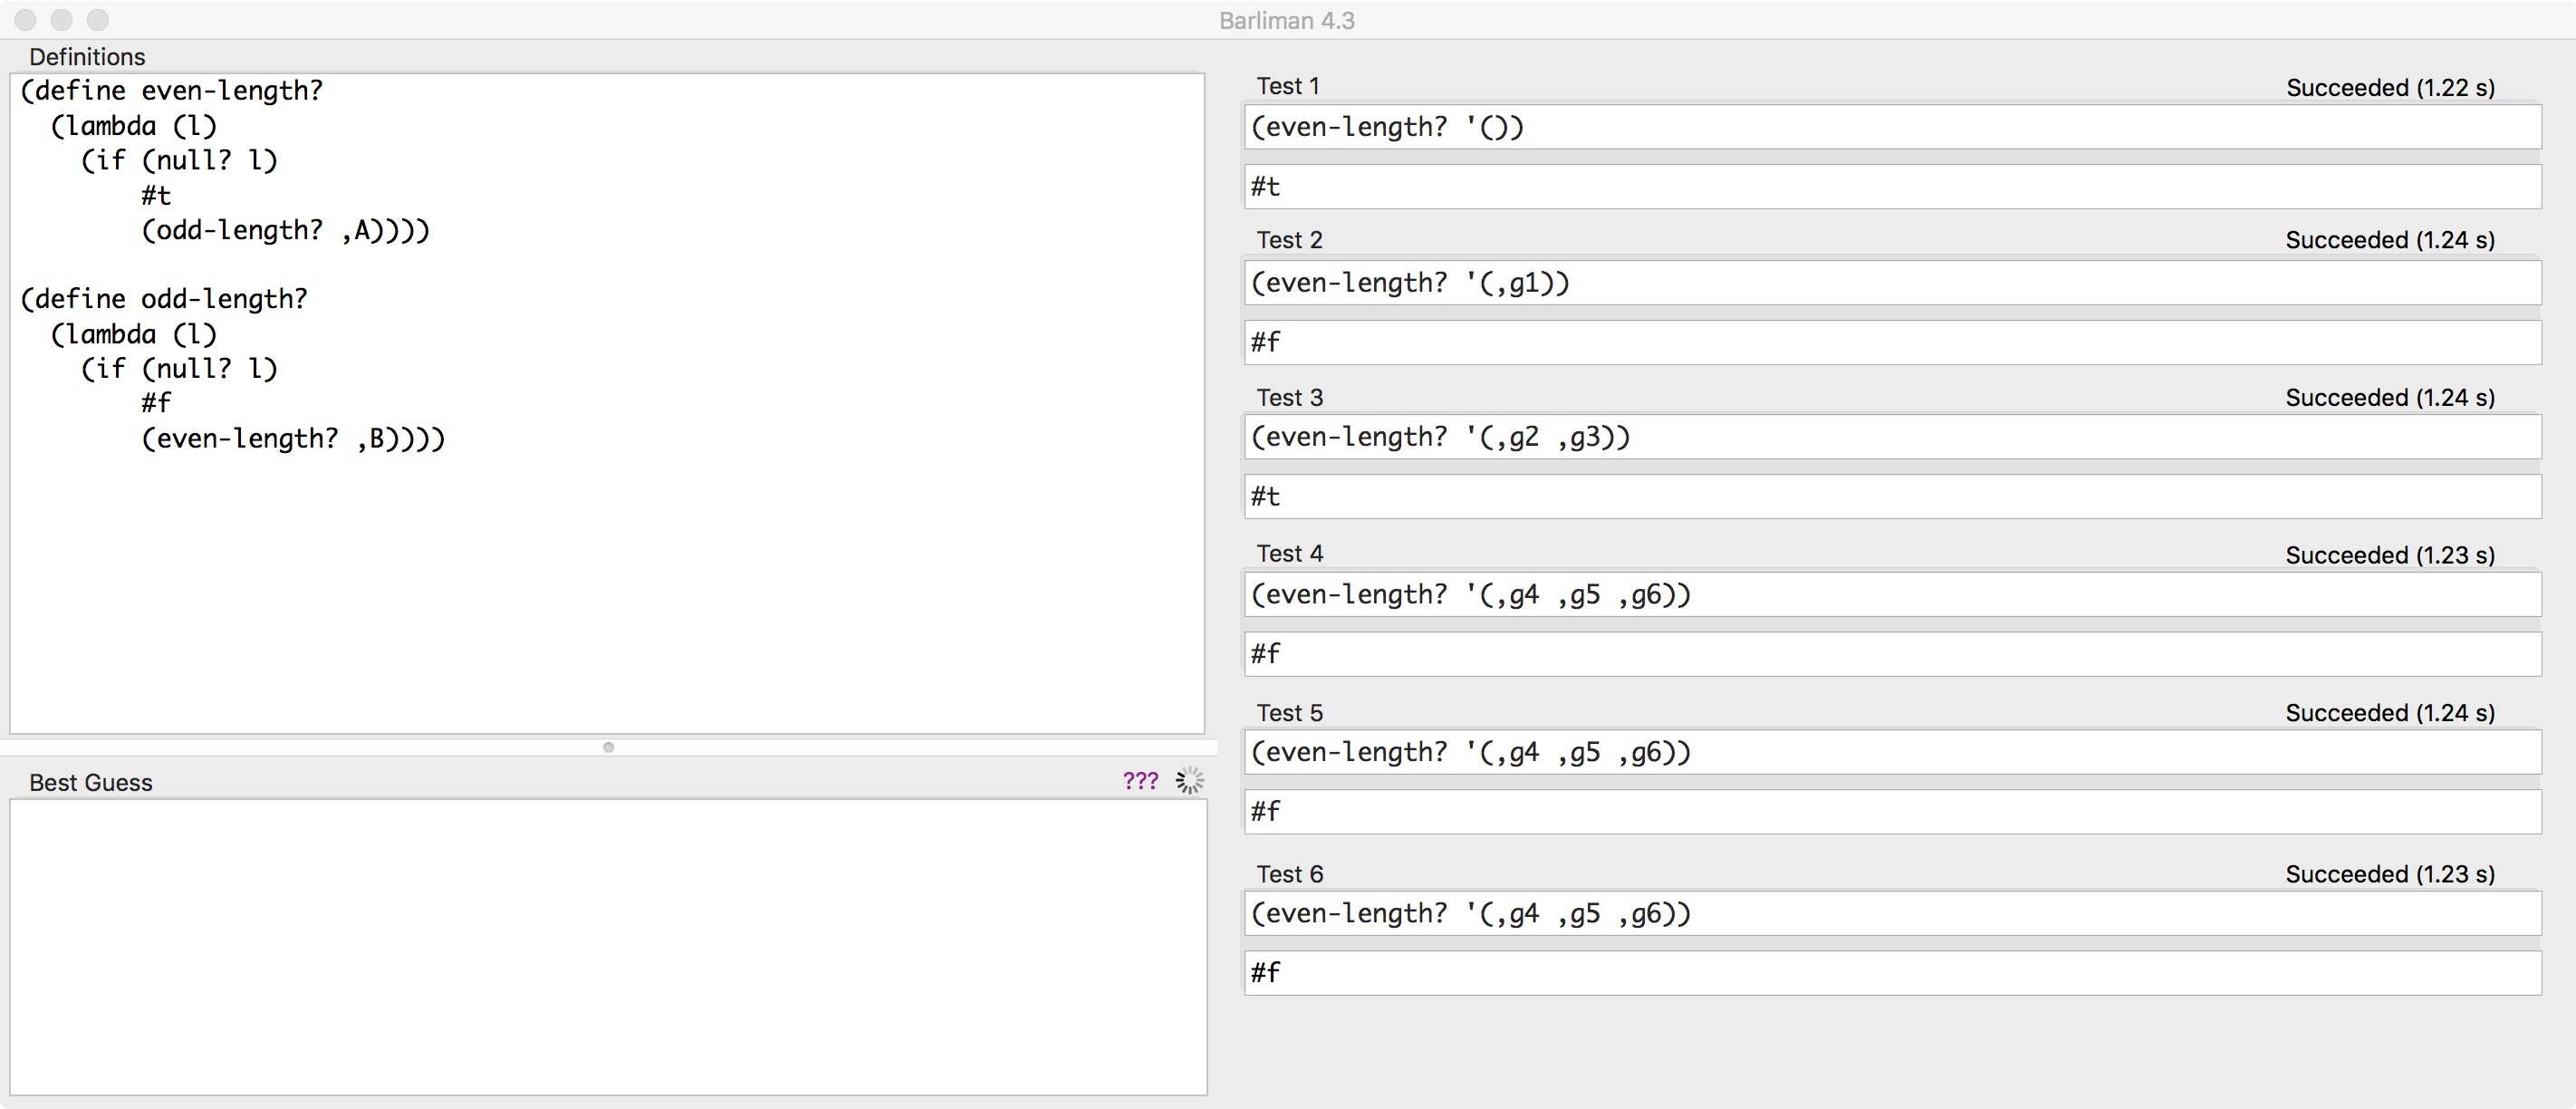 Barliman 4.3
Definitions
(define even-length?
  (lambda (l)
    (if (null? l)
        #t
        (odd-length? ,A))))
(define odd-length?
  (lambda (l)
    (if (null? l)
        #f
        (even-length? ,B))))
Best Guess ???
Test 1 Succeeded (1.22 s)
(even-length? '())
#t
Test 2 Succeeded (1.24 s)
(even-length? '(,g1))
#f
Test 3 Succeeded (1.24 s)
(even-length? '(,g2 ,g3))
#t
Test 4 Succeeded (1.23 s)
(even-length? '(,g4 ,g5 ,g6))
#f
Test 5 Succeeded (1.24 s)
(even-length? '(,g4 ,g5 ,g6))
#f
Test 6 Succeeded (1.23 s)
(even-length? '(,g4 ,g5 ,g6))
#f